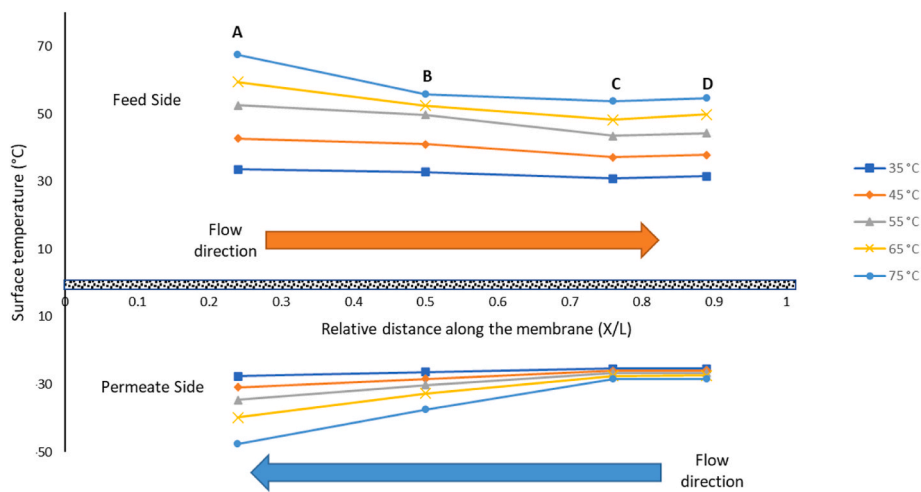 70
A
B
C
D
Feed Side
50
30
Flow
direction
10
Surface temperature (°C)
35 °C
45 °C
55 °C
65 °C
75 °C
0
0.1
0.2
0.3
0.4
0.5
0.6
0.7
0.8
0.9
1
10
Relative distance along the membrane (X/L)
Permeate Side
-30
-50
Flow
direction